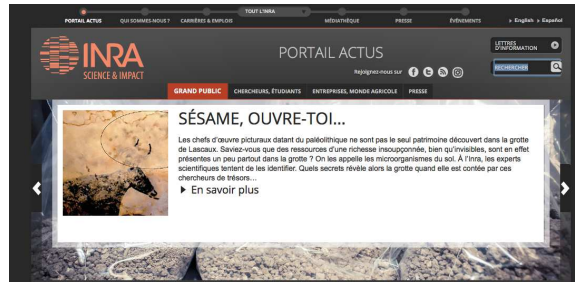 TOUT L'INRA
PORTAIL ACTUS QUI SOMMES-NOUS ? CARRIÈRES & EMPLOIS MÉDIATHÈQUE PRESSE ÉVÉNEMENTS English Español
INRA
SCIENCE & IMPACT
PORTAIL ACTUS
LETTRES
D'INFORMATION
Rejoignez-nous sur
RECHERCHER
GRAND PUBLIC CHERCHEURS, ÉTUDIANTS ENTREPRISES, MONDE AGRICOLE PRESSE
SÉSAME, OUVRE-TOI...
Les chefs d'œuvre picturaux datant du paléolithique ne sont pas le seul patrimoine découvert dans la grotte
de Lascaux. Saviez-vous que des ressources d'une richesse insoupçonnée, bien qu'invisibles, sont en effet
présentes un peu partout dans la grotte ? On les appelle les microorganismes du sol. À l'Inra, les experts
scientifiques tentent de les identifier. Quels secrets révèle alors la grotte quand elle est contée par ces
chercheurs de trésors...
En savoir plus